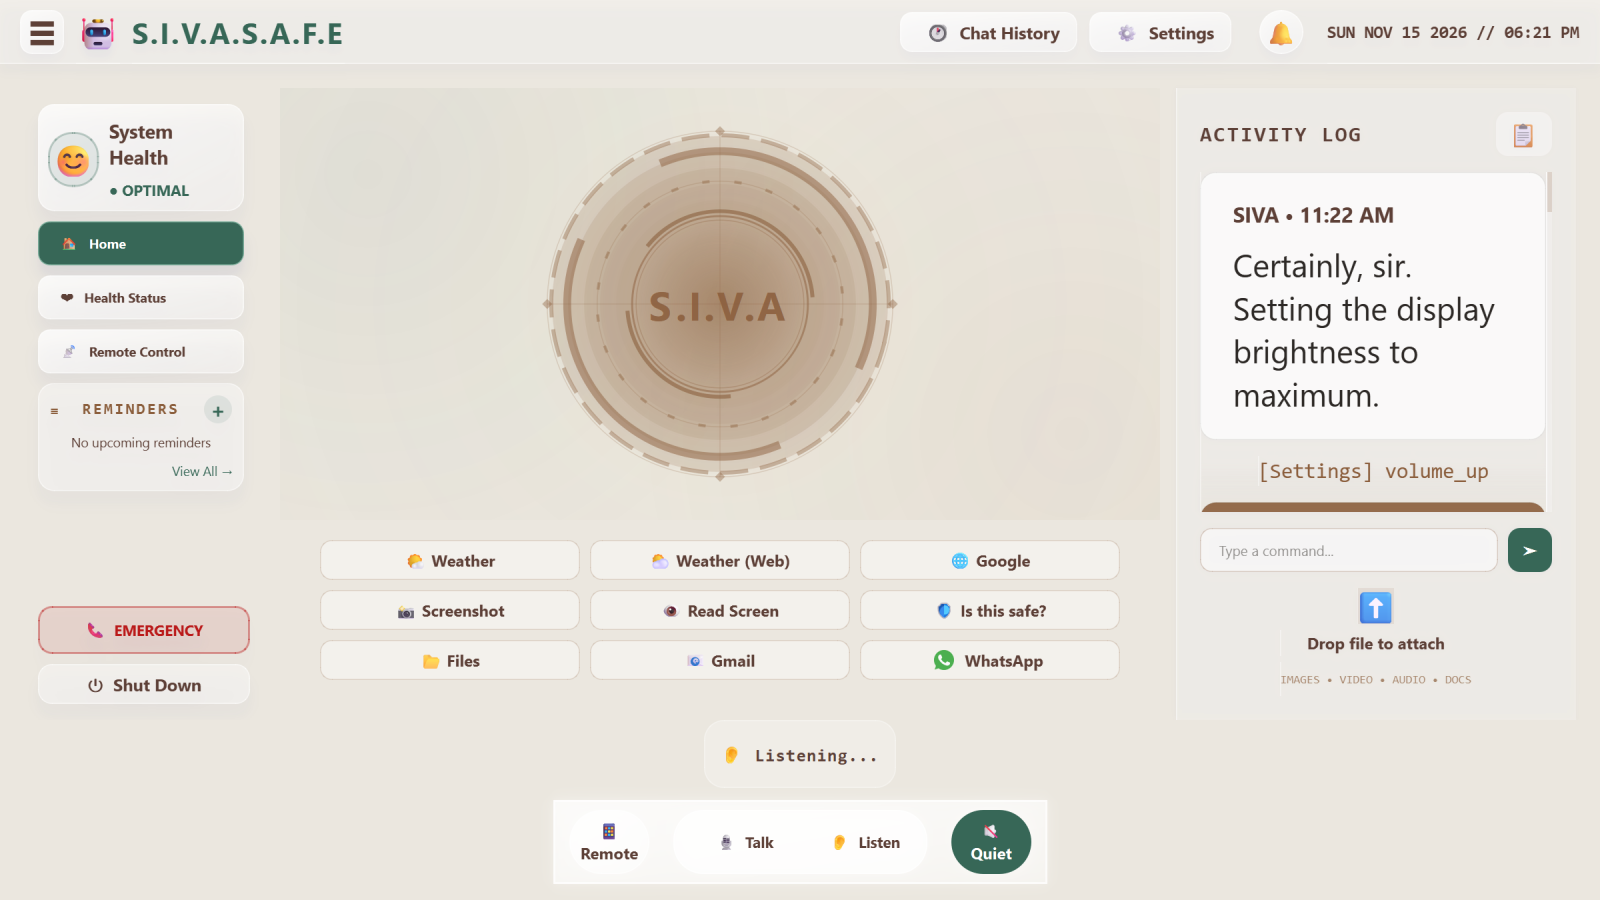 S.I.V.A.S.A.F.E
Chat History
Settings
SUN NOV 15 2026 // 06:21 PM
System
Health
● OPTIMAL
Home
Health Status
Remote Control
REMINDERS
+
No upcoming reminders
View All →
EMERGENCY
Shut Down
S.I.V.A
Weather
Weather (Web)
Google
Screenshot
Read Screen
Is this safe?
Files
Gmail
WhatsApp
ACTIVITY LOG
SIVA • 11:22 AM
Certainly, sir.
Setting the display
brightness to
maximum.
[Settings] volume_up
Type a command...
Drop file to attach
IMAGES • VIDEO • AUDIO • DOCS
Listening...
Remote
Talk
Listen
Quiet